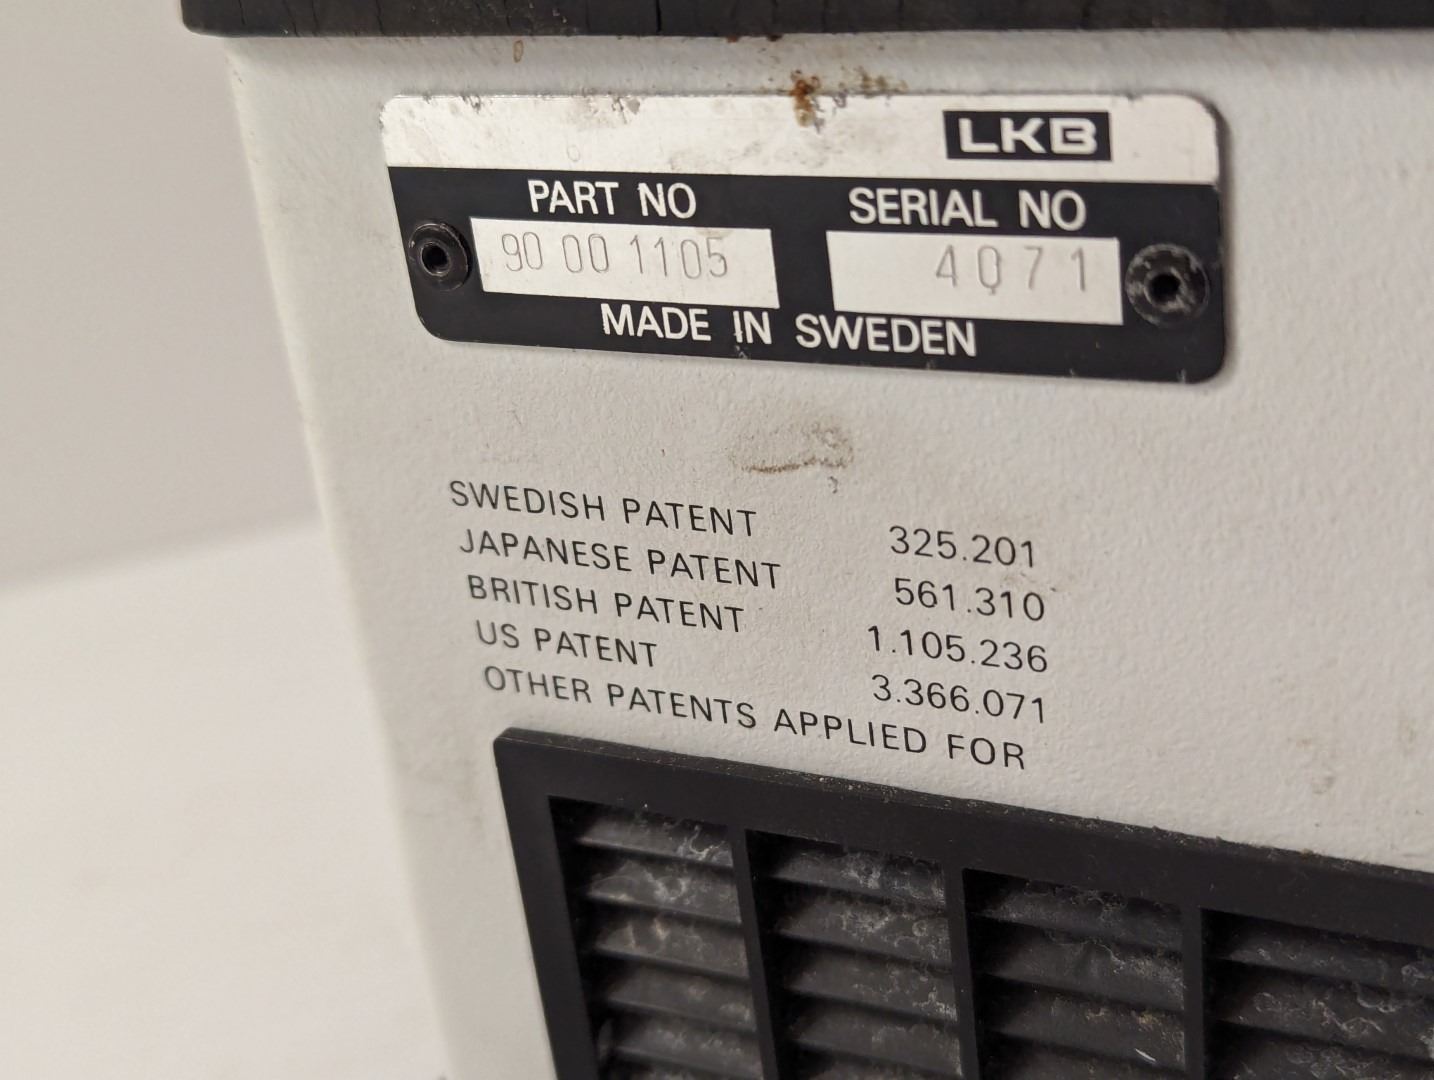 LKB
PART NO SERIAL NO
90 00 1105 4071
MADE IN SWEDEN
SWEDISH PATENT 325.201
JAPANESE PATENT 561.310
BRITISH PATENT 1.105.236
US PATENT 3.366.071
OTHER PATENTS APPLIED FOR